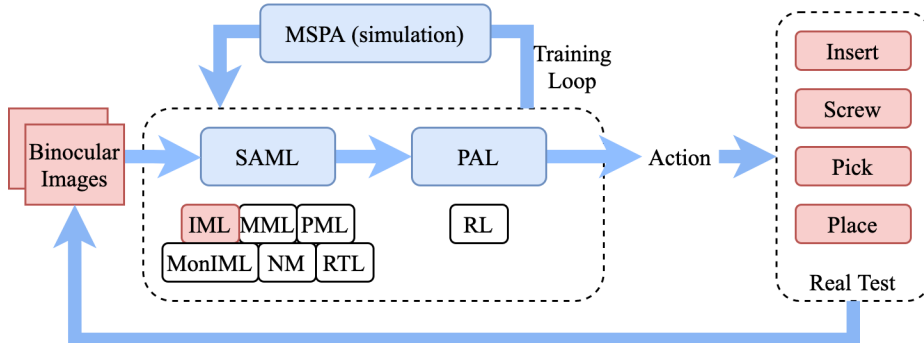 MSPA (simulation)
Training
Loop
Binocular
Images
SAML
PAL
Action
IML
MML
PML
MonIML
NM
RTL
RL
Insert
Screw
Pick
Place
Real Test